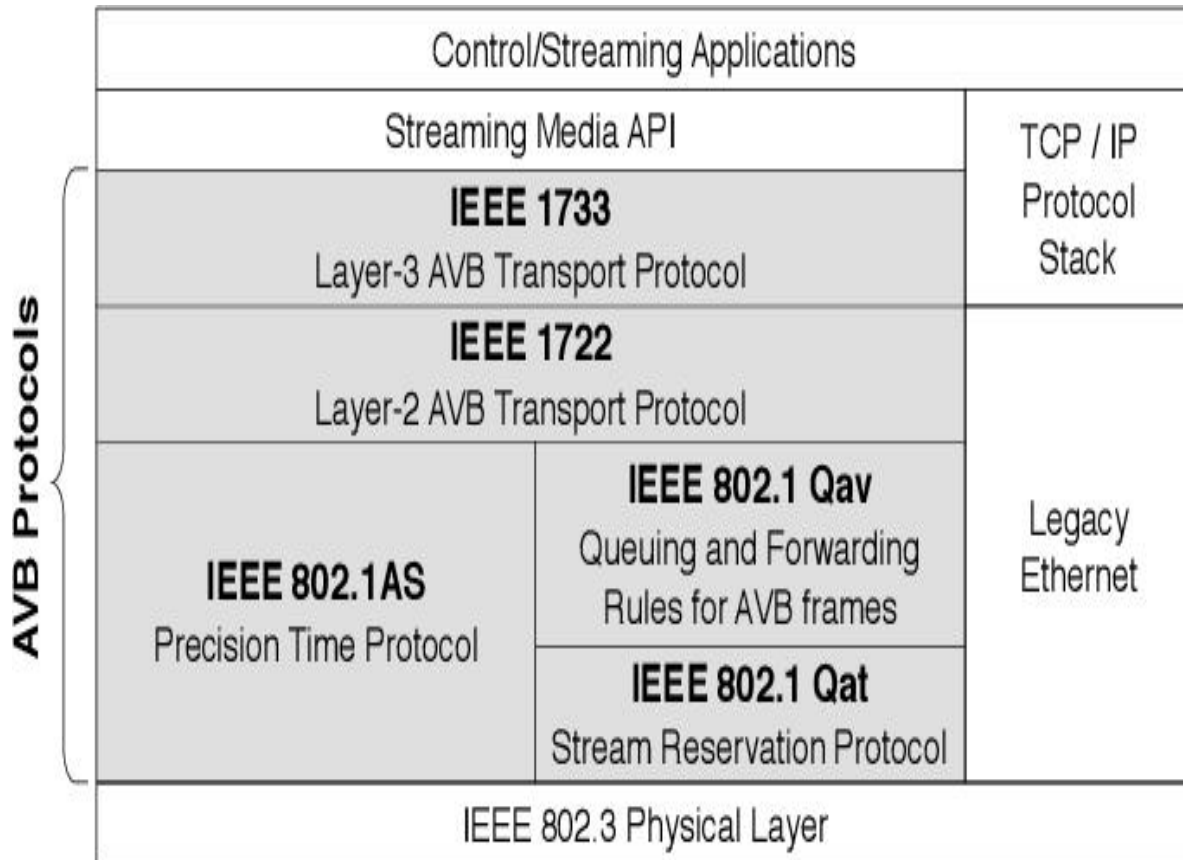 Control/Streaming Applications
Streaming Media API
TCP / IP
Protocol
Stack
IEEE 1733
Layer-3 AVB Transport Protocol
IEEE 1722
Layer-2 AVB Transport Protocol
AVB Protocols
IEEE 802.1AS
Precision Time Protocol
IEEE 802.1 Qav
Queuing and Forwarding
Rules for AVB frames
IEEE 802.1 Qat
Stream Reservation Protocol
Legacy
Ethernet
IEEE 802.3 Physical Layer